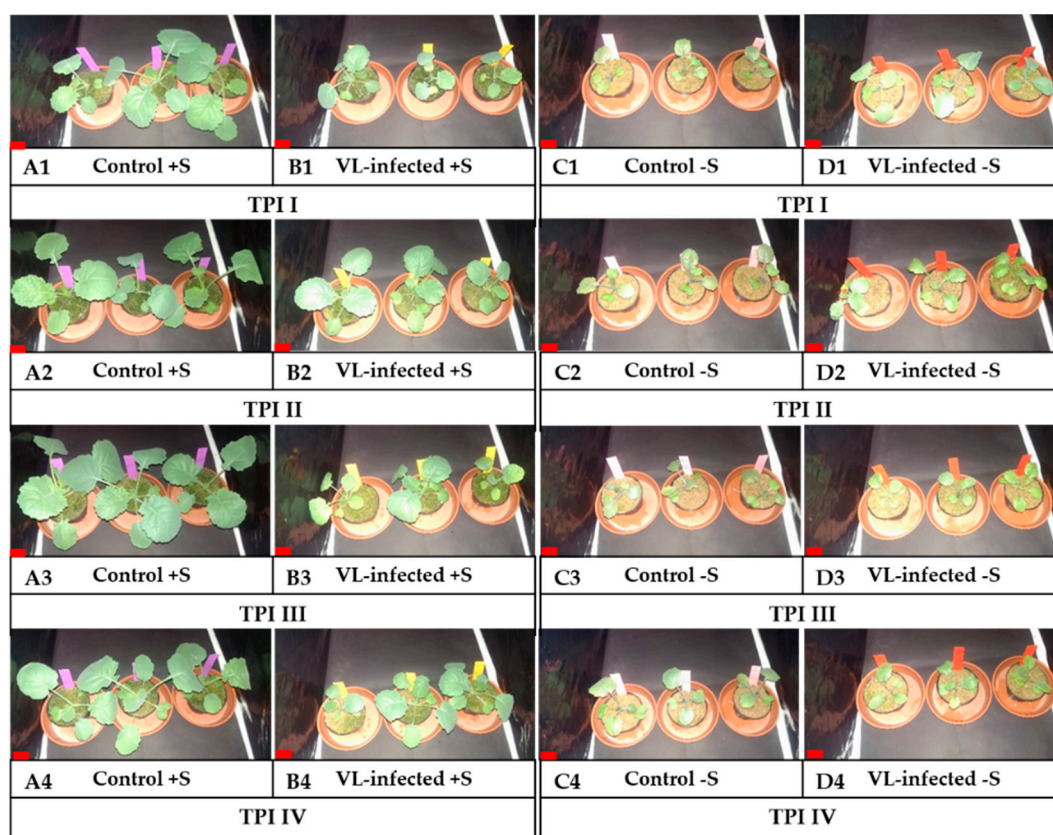 A1 Control +S B1 VL-infected +S C1 Control -S D1 VL-infected -S
TPI I TPI I
A2 Control +S B2 VL-infected +S C2 Control -S D2 VL-infected -S
TPI II TPI II
A3 Control +S B3 VL-infected +S C3 Control -S D3 VL-infected -S
TPI III TPI III
A4 Control +S B4 VL-infected +S C4 Control -S D4 VL-infected -S
TPI IV TPI IV